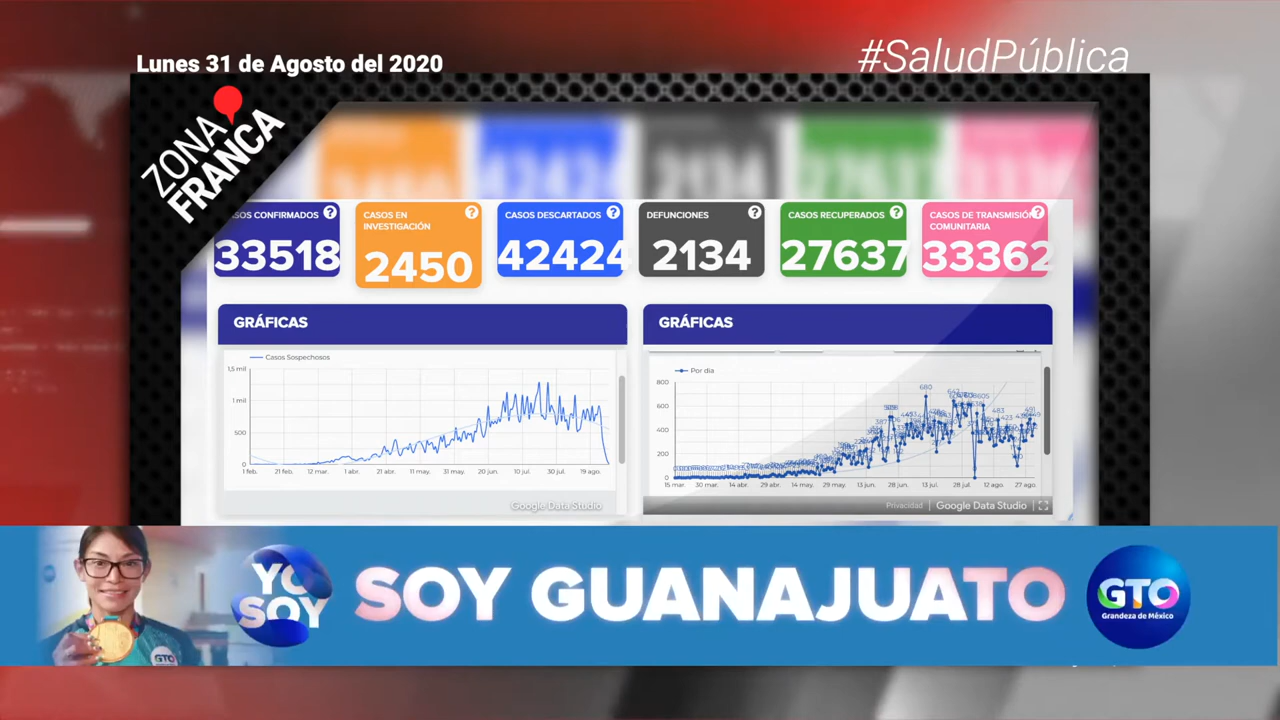 Lunes 31 de Agosto del 2020
#SaludPública
ZONA
FRANCA
SOS CONFIRMADOS ?
33518
CASOS EN
INVESTIGACIÓN ?
2450
CASOS DESCARTADOS ?
42424
DEFUNCIONES ?
2134
CASOS RECUPERADOS ?
27637
CASOS DE TRANSMISIÓN ?
COMUNITARIA
33362
GRÁFICAS
Casos Sospechosos
1,5 mil
1 mil
500
0
1 feb. 21 feb. 12 mar. 1 abr. 21 abr. 11 may. 31 may. 20 jun. 10 jul. 30 jul. 19 ago.
Google Data Studio
GRÁFICAS
Por dia
800
600
400
200
0
680
483
15 mar. 30 mar. 14 abr. 29 abr. 14 may. 29 may. 13 jun. 28 jun. 13 jul. 28 jul. 12 ago. 27 ago.
Privacidad Google Data Studio
YO
SOY
SOY GUANAJUATO
GTO
Grandeza de México
GTO